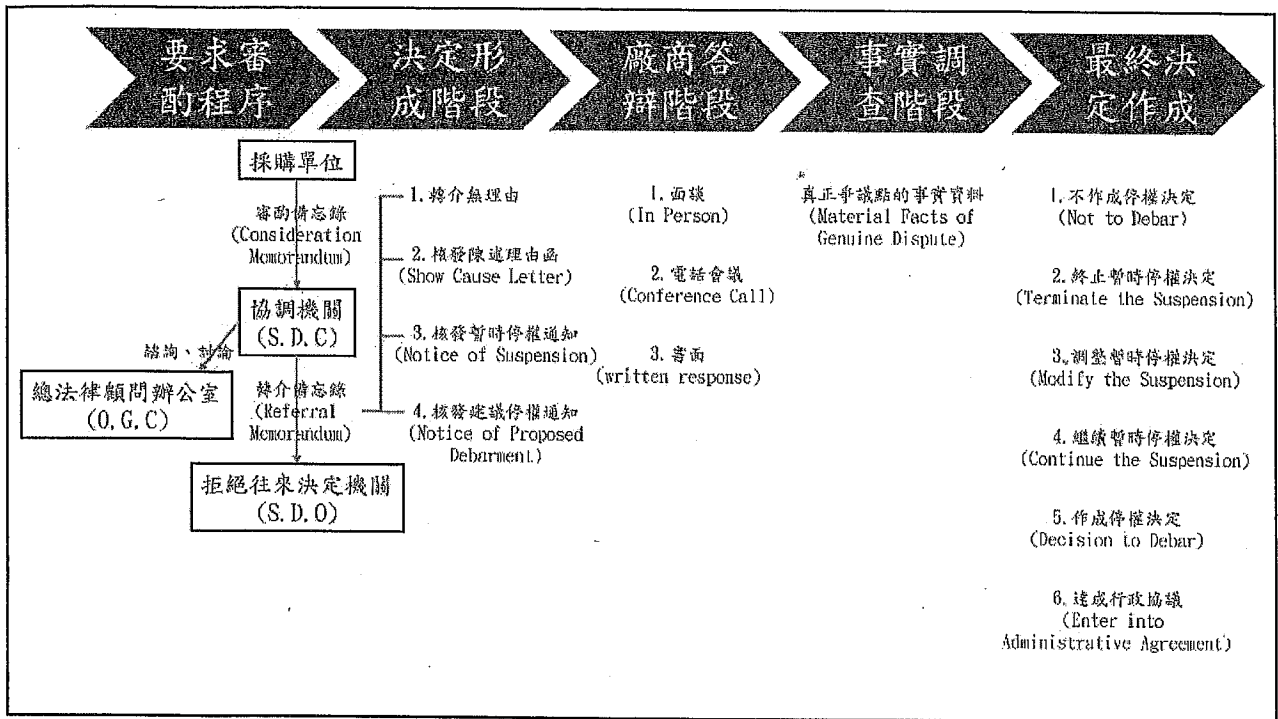 要求審
酌程序
決定形
成階段
廠商答
辯階段
事實調
查階段
最終決
定作成
採購單位
審酌備忘錄
(Consideration
Memorandum)
協調機關
(S.D.C)
諮詢、討論
總法律顧問辦公室
(O.G.C)
轉介備忘錄
(Referral
Memorandum)
拒絕往來決定機關
(S.D.O)
1.轉介無理由
2.核發陳述理由函
(Show Cause Letter)
3.核發暫時停權通知
(Notice of Suspension)
4.核發建議停權通知
(Notice of Proposed
Debarment)
1.面談
(In Person)
2.電話會議
(Conference Call)
3.書面
(written response)
真正爭議點的事實資料
(Material Facts of
Genuine Dispute)
1.不作成停權決定
(Not to Debar)
2.終止暫時停權決定
(Terminate the Suspension)
3.調整暫時停權決定
(Modify the Suspension)
4.繼續暫時停權決定
(Continue the Suspension)
5.作成停權決定
(Decision to Debar)
6.達成行政協議
(Enter into
Administrative Agreement)